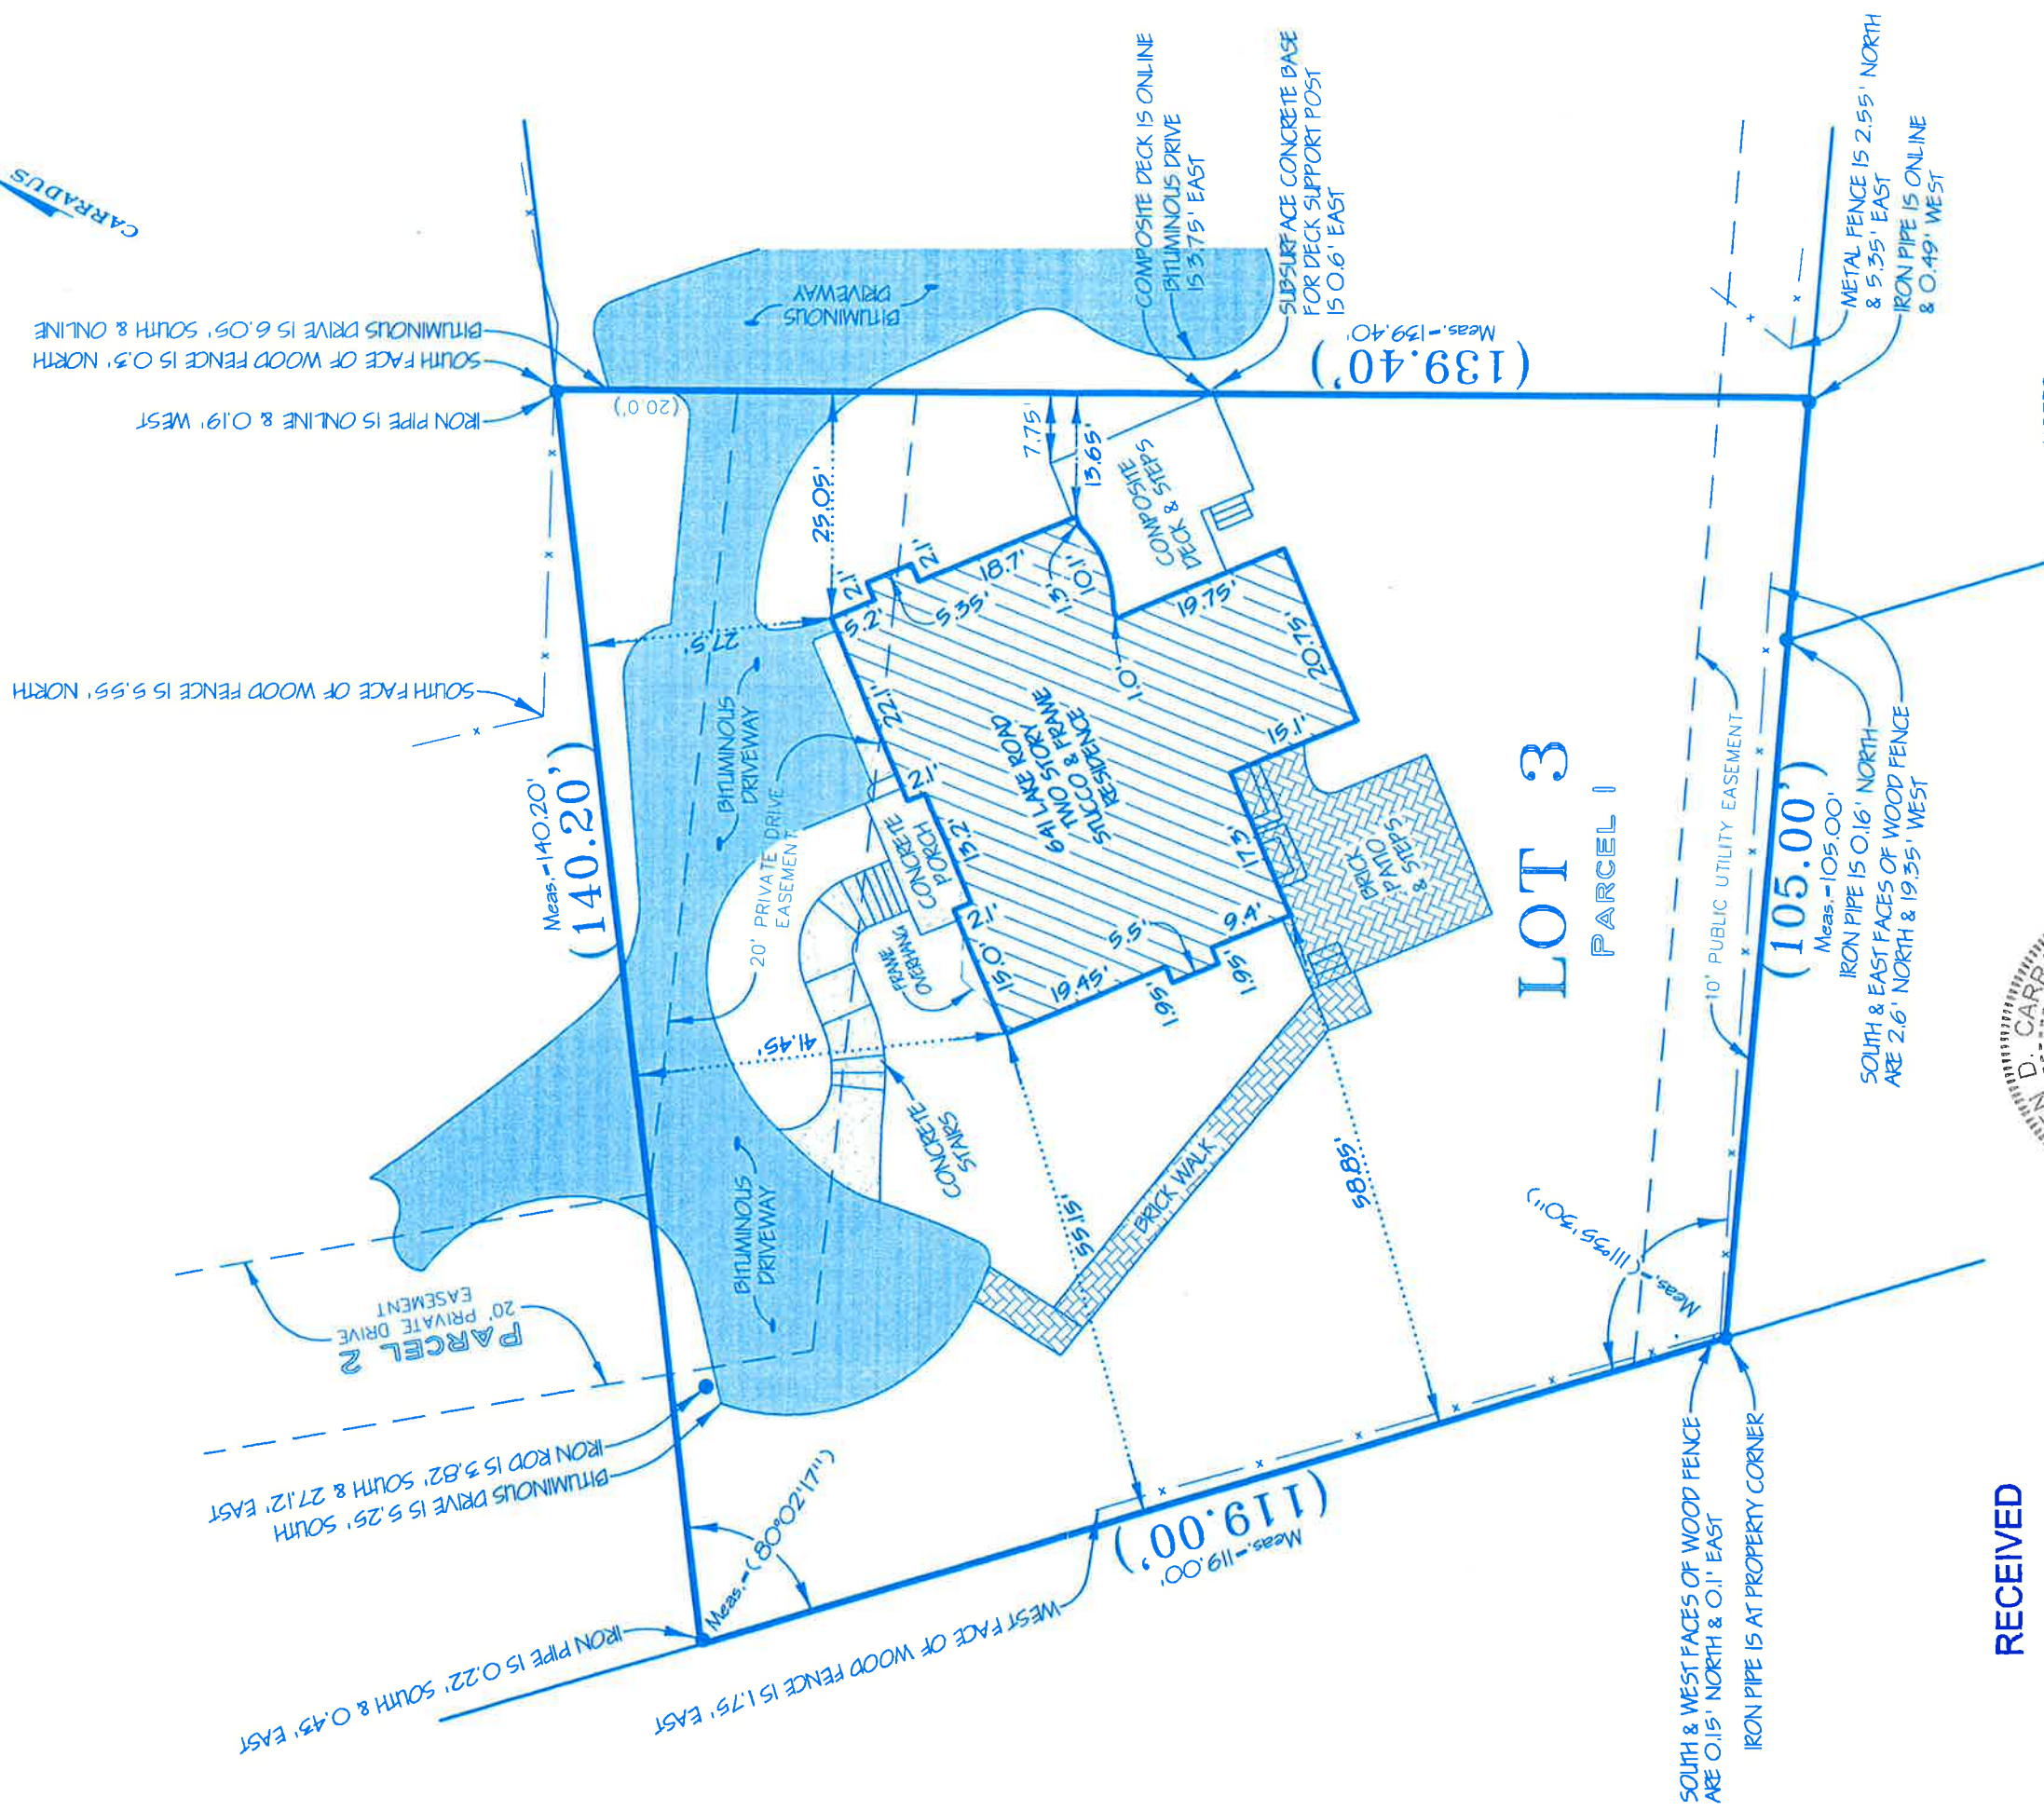 CARRADUS
BITUMINOUS DRIVE IS 6.05' SOUTH & ONLINE
SOUTH FACE OF WOOD FENCE IS 0.3' NORTH
IRON PIPE IS ONLINE & 0.19' WEST
SOUTH FACE OF WOOD FENCE IS 5.55' NORTH
Meas.=140.20'
(140.20')
PARCEL 2
20' PRIVATE DRIVE
EASEMENT
IRON ROD IS 3.82' SOUTH & 27.12' EAST
BITUMINOUS DRIVE IS 5.25' SOUTH
IRON PIPE IS 0.22' SOUTH & 0.43' EAST
Meas.=(80°02'17")
WEST FACE OF WOOD FENCE IS 1.75' EAST
(119.00')
Meas.=119.00'
BITUMINOUS
DRIVEWAY
BITUMINOUS
DRIVEWAY
BITUMINOUS
DRIVEWAY
BITUMINOUS
DRIVEWAY
(20.0')
20' PRIVATE DRIVE
EASEMENT
27.5'
25.05'
41.45'
7.75'
13.65'
55.15'
58.85'
CONCRETE
STAIRS
CONCRETE
PORCH
FRAME
OVERHANG
COMPOSITE
DECK & STEPS
641 LAKE ROAD
TWO STORY
STUCCO & FRAME
RESIDENCE
5.2'
2.1'
5.35'
2.1'
18.7'
1.3'
10.1'
1.0'
19.75'
20.75'
15.1'
17.3'
9.4'
1.95'
5.5'
1.95'
19.45'
15.0'
2.1'
13.2'
2.1'
22.1'
BRICK
PATIO
& STEPS
BRICK WALK
COMPOSITE DECK IS ONLINE
BITUMINOUS DRIVE
IS 3.75' EAST
SUBSURFACE CONCRETE BASE
FOR DECK SUPPORT POST
IS 0.6' EAST
(139.40')
Meas.=139.40'
LOT 3
PARCEL 1
10' PUBLIC UTILITY EASEMENT
Meas.=(111°35'30")
(105.00')
Meas.=105.00'
IRON PIPE IS 0.16' NORTH
SOUTH & EAST FACES OF WOOD FENCE
ARE 2.6' NORTH & 19.35' WEST
METAL FENCE IS 2.55' NORTH
& 5.35' EAST
IRON PIPE IS ONLINE
& 0.49' WEST
SOUTH & WEST FACES OF WOOD FENCE
ARE 0.15' NORTH & 0.1' EAST
IRON PIPE IS AT PROPERTY CORNER
RECEIVED